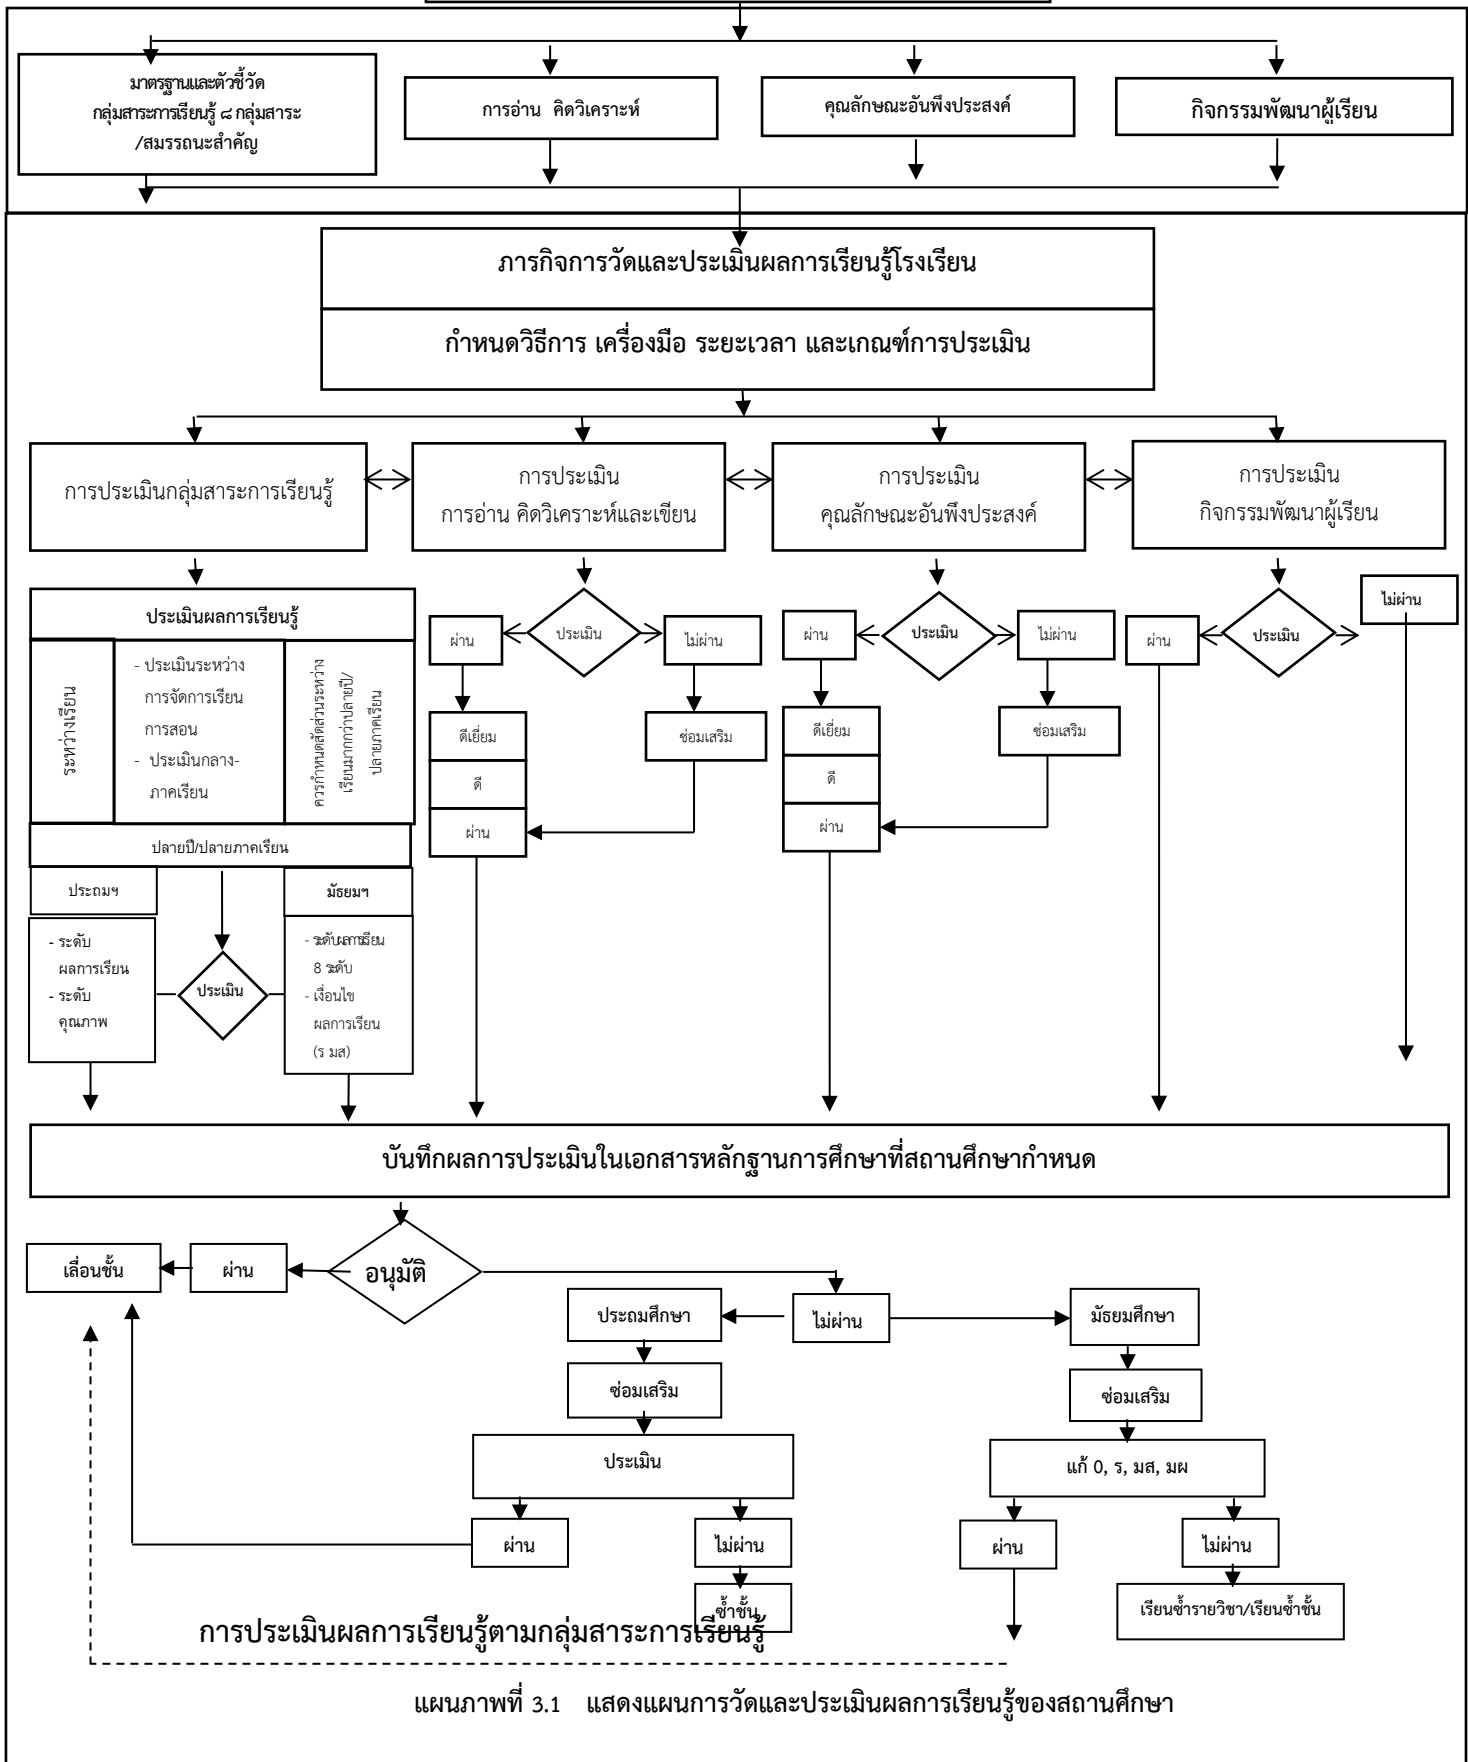 มาตรฐานและตัวชี้วัด
กลุ่มสาระการเรียนรู้ ๘ กลุ่มสาระ
/สมรรถนะสำคัญ
การอ่าน คิดวิเคราะห์
คุณลักษณะอันพึงประสงค์
กิจกรรมพัฒนาผู้เรียน
ภารกิจการวัดและประเมินผลการเรียนรู้โรงเรียน
กำหนดวิธีการ เครื่องมือ ระยะเวลา และเกณฑ์การประเมิน
การประเมินกลุ่มสาระการเรียนรู้
การประเมิน
การอ่าน คิดวิเคราะห์และเขียน
การประเมิน
คุณลักษณะอันพึงประสงค์
การประเมิน
กิจกรรมพัฒนาผู้เรียน
ประเมินผลการเรียนรู้
ระหว่างเรียน
- ประเมินระหว่าง
การจัดการเรียน
การสอน
- ประเมินกลาง-
ภาคเรียน
ควรกำหนดสัดส่วนระหว่าง
เรียนมากกว่าปลายปี/
ปลายภาคเรียน
ปลายปี/ปลายภาคเรียน
ประถมฯ
มัธยมฯ
- ระดับ
ผลการเรียน
- ระดับ
คุณภาพ
ประเมิน
- ระดับผลการเรียน
8 ระดับ
- เงื่อนไข
ผลการเรียน
(ร มส)
ผ่าน
ประเมิน
ไม่ผ่าน
ดีเยี่ยม
ดี
ผ่าน
ซ่อมเสริม
ผ่าน
ประเมิน
ไม่ผ่าน
ดีเยี่ยม
ดี
ผ่าน
ซ่อมเสริม
ผ่าน
ประเมิน
ไม่ผ่าน
บันทึกผลการประเมินในเอกสารหลักฐานการศึกษาที่สถานศึกษากำหนด
เลื่อนชั้น
ผ่าน
อนุมัติ
ประถมศึกษา
ไม่ผ่าน
มัธยมศึกษา
ซ่อมเสริม
ซ่อมเสริม
ประเมิน
แก้ 0, ร, มส, มผ
ผ่าน
ไม่ผ่าน
ผ่าน
ไม่ผ่าน
ซ้ำชั้น
เรียนซ้ำรายวิชา/เรียนซ้ำชั้น
การประเมินผลการเรียนรู้ตามกลุ่มสาระการเรียนรู้
แผนภาพที่ 3.1 แสดงแผนการวัดและประเมินผลการเรียนรู้ของสถานศึกษา